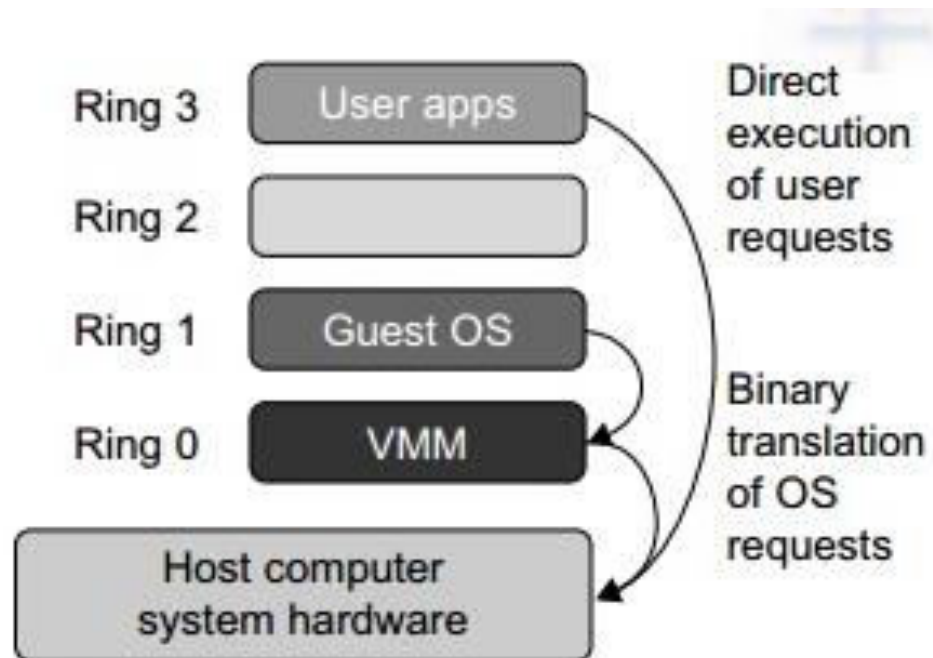 Ring 3
User apps
Ring 2
Ring 1
Guest OS
Ring 0
VMM
Host computer
system hardware
Direct
execution
of user
requests
Binary
translation
of OS
requests